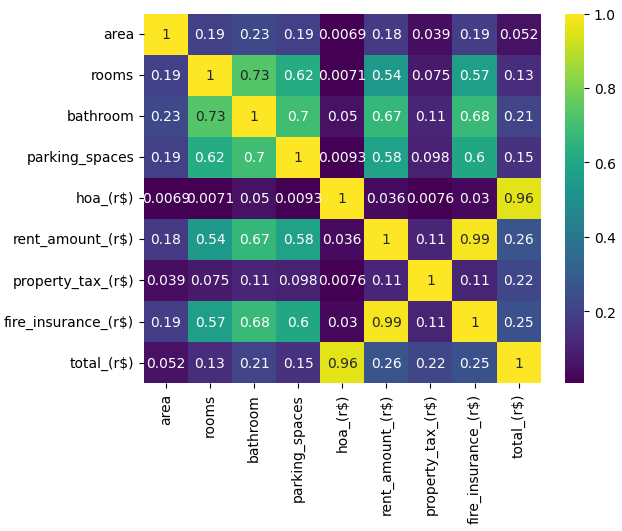 area 1 0.19 0.23 0.19 0.0069 0.18 0.039 0.19 0.052
rooms 0.19 1 0.73 0.62 0.0071 0.54 0.075 0.57 0.13
bathroom 0.23 0.73 1 0.7 0.05 0.67 0.11 0.68 0.21
parking_spaces 0.19 0.62 0.7 1 0.0093 0.58 0.098 0.6 0.15
hoa_(r$) 0.0069 0.0071 0.05 0.0093 1 0.036 0.0076 0.03 0.96
rent_amount_(r$) 0.18 0.54 0.67 0.58 0.036 1 0.11 0.99 0.26
property_tax_(r$) 0.039 0.075 0.11 0.098 0.0076 0.11 1 0.11 0.22
fire_insurance_(r$) 0.19 0.57 0.68 0.6 0.03 0.99 0.11 1 0.25
total_(r$) 0.052 0.13 0.21 0.15 0.96 0.26 0.22 0.25 1
area
rooms
bathroom
parking_spaces
hoa_(r$)
rent_amount_(r$)
property_tax_(r$)
fire_insurance_(r$)
total_(r$)
1.0
0.8
0.6
0.4
0.2